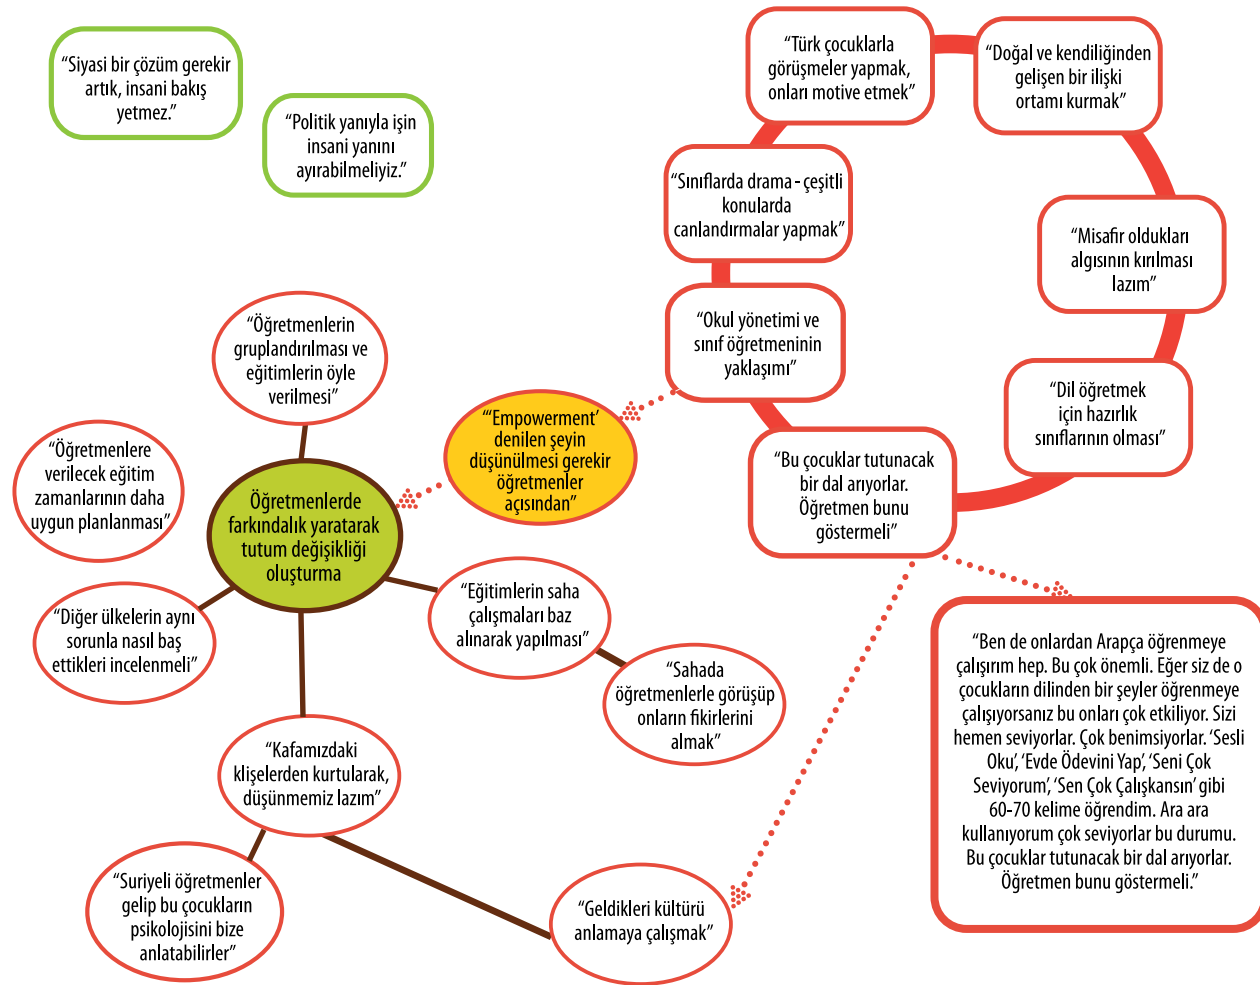 “Siyasi bir çözüm gerekir
artık, insani bakış
yetmez.”
“Politik yanıyla işin
insani yanını
ayırabilmeliyiz.”
“Türk çocuklarla
görüşmeler yapmak,
onları motive etmek”
“Doğal ve kendiliğinden
gelişen bir ilişki
ortamı kurmak”
“Sınıflarda drama - çeşitli
konularda
canlandırmalar yapmak”
“Misafir oldukları
algısının kırılması
lazım”
“Okul yönetimi ve
sınıf öğretmeninin
yaklaşımı”
“Dil öğretmek
için hazırlık
sınıflarının olması”
“Bu çocuklar tutunacak
bir dal arıyorlar.
Öğretmen bunu
göstermeli”
“Öğretmenlerin
gruplandırılması ve
eğitimlerin öyle
verilmesi”
“‘Empowerment’
denilen şeyin
düşünülmesi gerekir
öğretmenler
açısından”
“Öğretmenlere
verilecek eğitim
zamanlarının daha
uygun planlanması”
Öğretmenlerde
farkındalık yaratarak
tutum değişikliği
oluşturma
“Diğer ülkelerin aynı
sorunla nasıl baş
ettikleri incelenmeli”
“Eğitimlerin saha
çalışmaları baz
alınarak yapılması”
“Sahada
öğretmenlerle görüşüp
onların fikirlerini
almak”
“Kafamızdaki
klişelerden kurtularak,
düşünmemiz lazım”
“Suriyeli öğretmenler
gelip bu çocukların
psikolojisini bize
anlatabilirler”
“Geldikleri kültürü
anlamaya çalışmak”
“Ben de onlardan Arapça öğrenmeye
çalışırım hep. Bu çok önemli. Eğer siz de o
çocukların dilinden bir şeyler öğrenmeye
çalışıyorsanız bu onları çok etkiliyor. Sizi
hemen seviyorlar. Çok benimsiyorlar. ‘Sesli
Oku’, ‘Evde Ödevini Yap’, ‘Seni Çok
Seviyorum’, ‘Sen Çok Çalışkansın’ gibi
60-70 kelime öğrendim. Ara ara
kullanıyorum çok seviyorlar bu durumu.
Bu çocuklar tutunacak bir dal arıyorlar.
Öğretmen bunu göstermeli.”